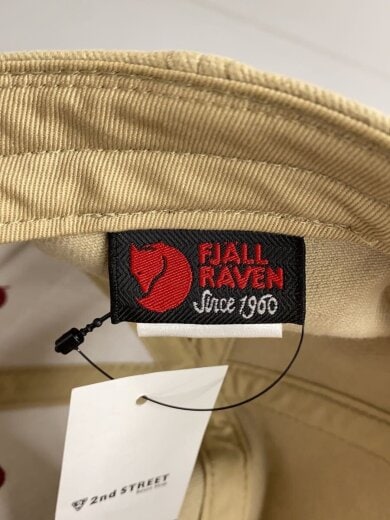 FJALL
RAVEN
Since 1960
2nd STREET